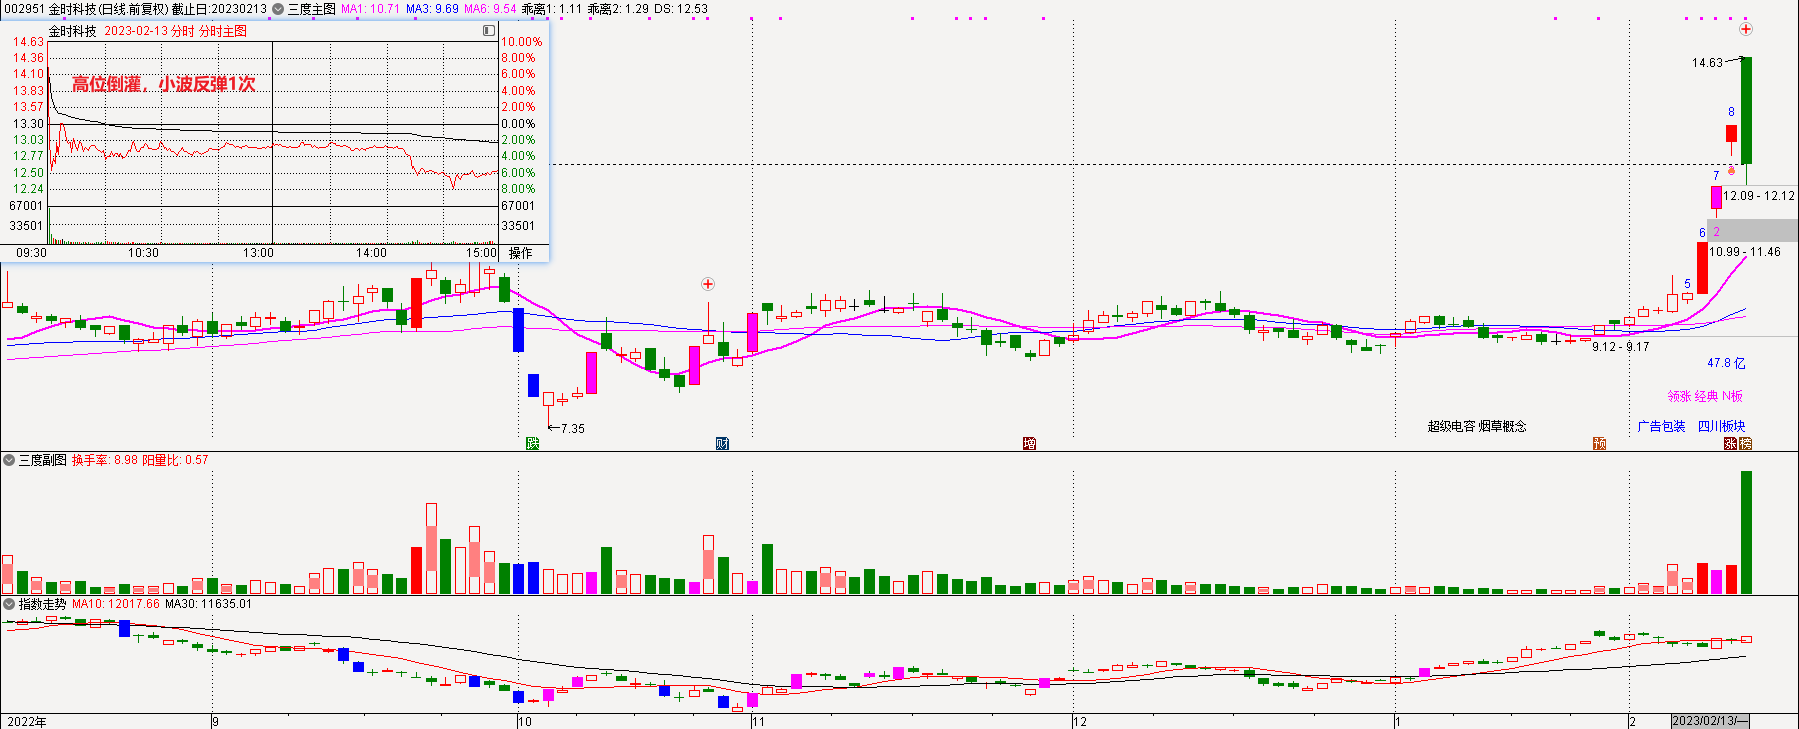 002951 金时科技(日线.前复权) 截止日:20230213 三度主图 MA1: 10.71 MA3: 9.69 MA6: 9.54 乖离1: 1.11 乖离2: 1.29 DS: 12.53
金时科技 2023-02-13 分时 分时主图
高位倒灌，小波反弹1次
14.63 10.00%
14.36 8.00%
14.10 6.00%
13.83 4.00%
13.57 2.00%
13.30 0.00%
13.03 2.00%
12.77 4.00%
12.50 6.00%
12.24 8.00%
67001 67001
33501 33501
09:30 10:30 13:00 14:00 15:00 操作
14.63
8
7
12.09 - 12.12
6 2
10.99 - 11.46
5
9.12 - 9.17
47.8 亿
领涨 经典 N板
7.35
超级电容 烟草概念 广告包装 四川板块
跌 财 增 预 涨 榜
三度副图 换手率: 8.98 阳量比: 0.57
指数走势 MA10: 12017.66 MA30: 11635.01
2022年 9 10 11 12 1 2 2023/02/13/一